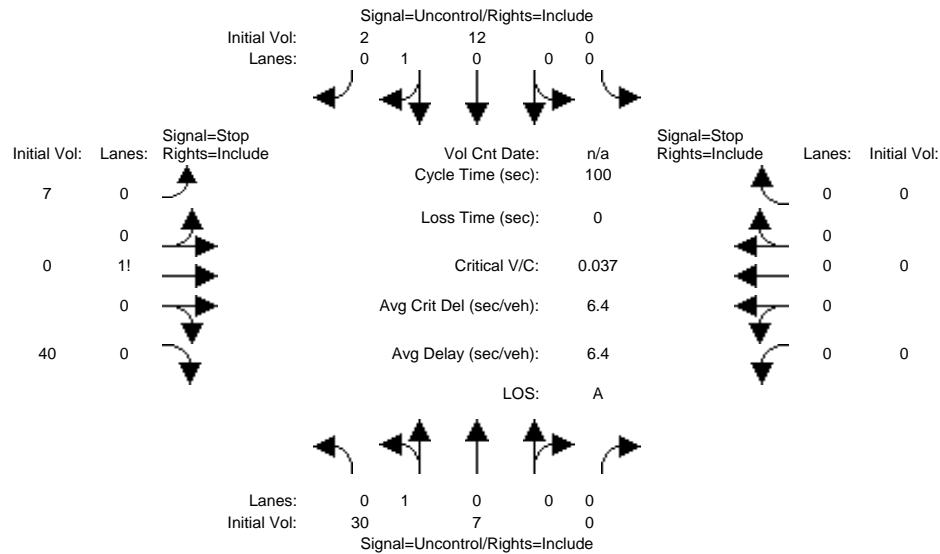 Signal=Uncontrol/Rights=Include
Initial Vol: 2 12 0
Lanes: 0 1 0 0 0
Signal=Stop Signal=Stop
Initial Vol: Lanes: Rights=Include Vol Cnt Date: n/a Rights=Include Lanes: Initial Vol:
Cycle Time (sec): 100
7 0 0 0
Loss Time (sec): 0
0 0
0 1! Critical V/C: 0.037 0 0
0 Avg Crit Del (sec/veh): 6.4 0
40 0 Avg Delay (sec/veh): 6.4 0 0
LOS: A
Lanes: 0 1 0 0 0
Initial Vol: 30 7 0
Signal=Uncontrol/Rights=Include